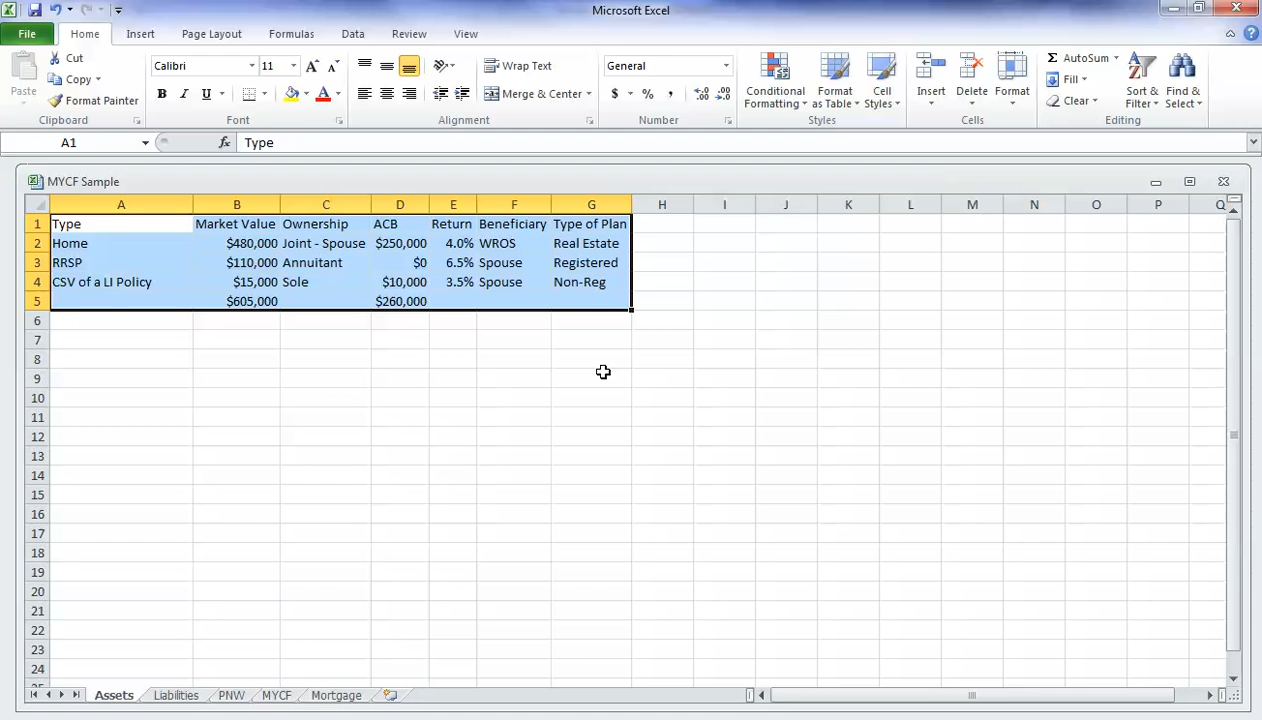 Microsoft Excel
File Home Insert Page Layout Formulas Data Review View
Cut
Copy
Format Painter
Paste
Clipboard
Calibri 11
B I U
Font
Wrap Text
Merge & Center
Alignment
General
$ % ,
Number
Conditional Formatting
Format as Table
Cell Styles
Styles
Insert Delete Format
Cells
AutoSum
Fill
Clear
Sort & Filter
Find & Select
Editing
A1 fx Type
MYCF Sample
A B C D E F G H I J K L M N O P Q
1 Type Market Value Ownership ACB Return Beneficiary Type of Plan
2 Home $480,000 Joint - Spouse $250,000 4.0% WROS Real Estate
3 RRSP $110,000 Annuitant $0 6.5% Spouse Registered
4 CSV of a LI Policy $15,000 Sole $10,000 3.5% Spouse Non-Reg
5 $605,000 $260,000
6
7
8
9
10
11
12
13
14
15
16
17
18
19
20
21
22
23
24
Assets Liabilities PNW MYCF Mortgage